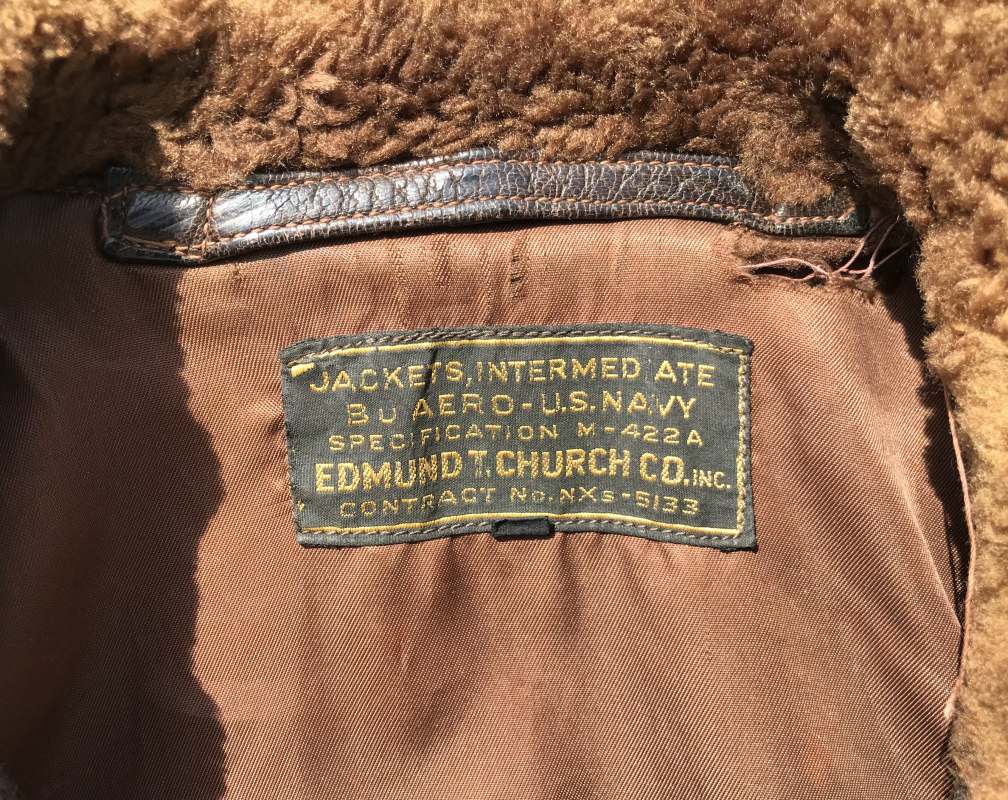 JACKETS, INTERMEDIATE
BU AERO - U.S. NAVY
SPECIFICATION M-422A
EDMUND T. CHURCH CO. INC.
CONTRACT No. NXs-5133